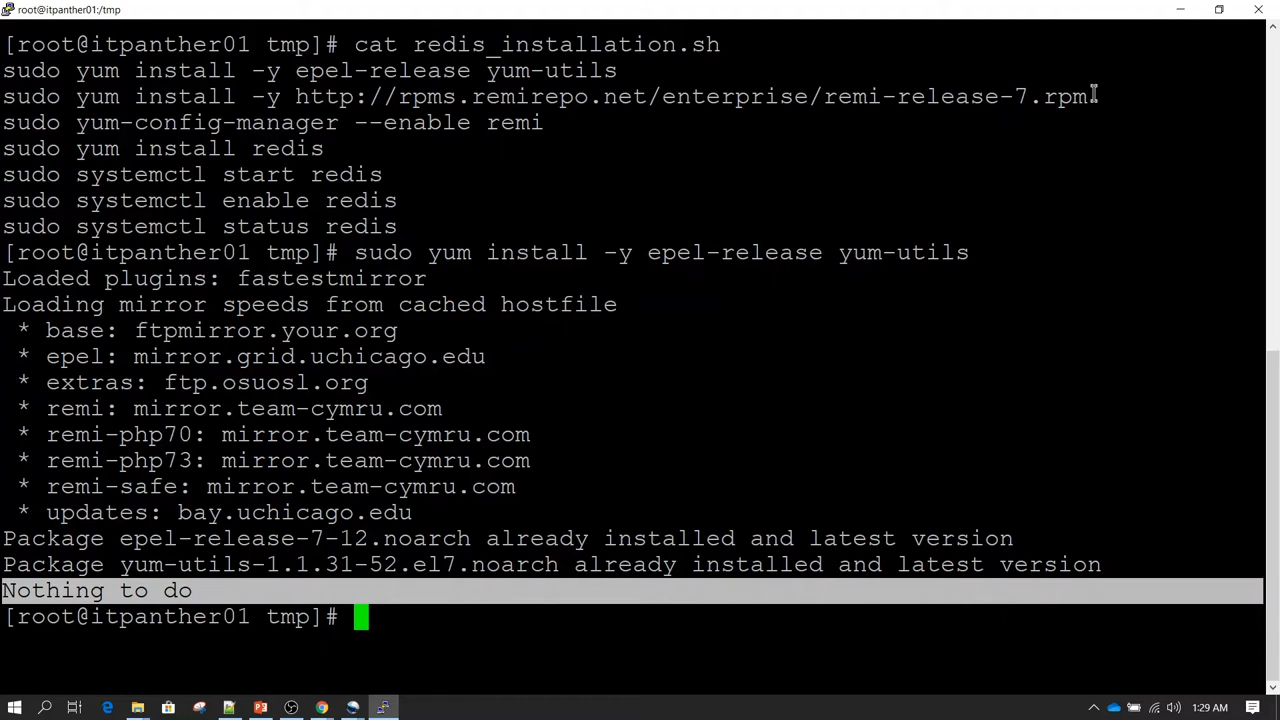 root@itpanther01:/tmp
[root@itpanther01 tmp]# cat redis_installation.sh
sudo yum install -y epel-release yum-utils
sudo yum install -y http://rpms.remirepo.net/enterprise/remi-release-7.rpm
sudo yum-config-manager --enable remi
sudo yum install redis
sudo systemctl start redis
sudo systemctl enable redis
sudo systemctl status redis
[root@itpanther01 tmp]# sudo yum install -y epel-release yum-utils
Loaded plugins: fastestmirror
Loading mirror speeds from cached hostfile
 * base: ftpmirror.your.org
 * epel: mirror.grid.uchicago.edu
 * extras: ftp.osuosl.org
 * remi: mirror.team-cymru.com
 * remi-php70: mirror.team-cymru.com
 * remi-php73: mirror.team-cymru.com
 * remi-safe: mirror.team-cymru.com
 * updates: bay.uchicago.edu
Package epel-release-7-12.noarch already installed and latest version
Package yum-utils-1.1.31-52.el7.noarch already installed and latest version
Nothing to do
[root@itpanther01 tmp]#
1:29 AM